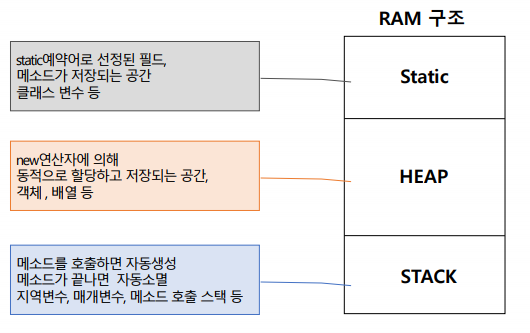 RAM 구조
static예약어로 선정된 필드,
메소드가 저장되는 공간
클래스 변수 등
Static
new연산자에 의해
동적으로 할당하고 저장되는 공간,
객체 , 배열 등
HEAP
메소드를 호출하면 자동생성
메소드가 끝나면 자동소멸
지역변수, 매개변수, 메소드 호출 스택 등
STACK